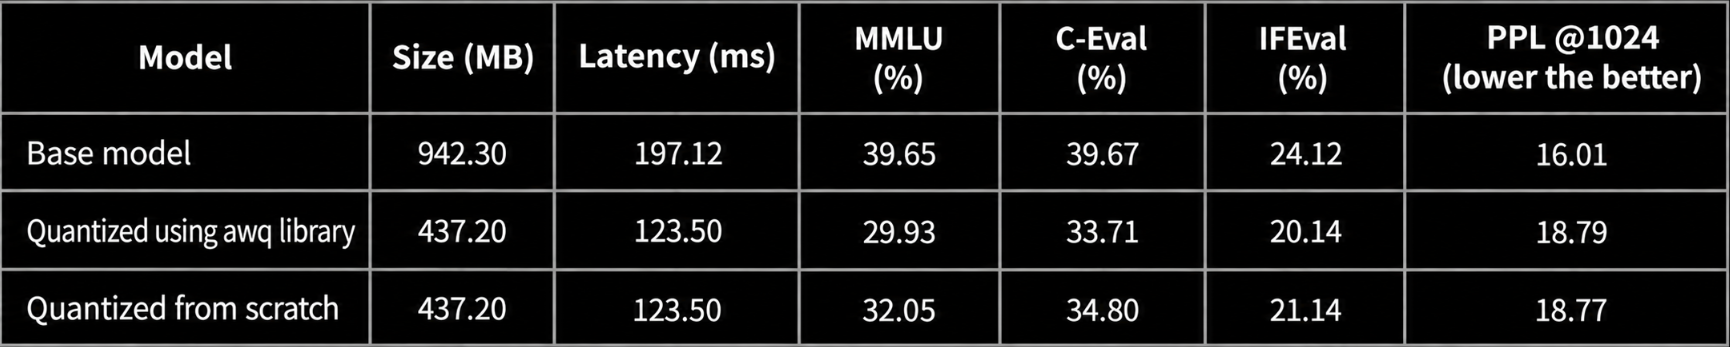 Model Size (MB) Latency (ms) MMLU (%) C-Eval (%) IFEval (%) PPL @1024 (lower the better)
Base model 942.30 197.12 39.65 39.67 24.12 16.01
Quantized using awq library 437.20 123.50 29.93 33.71 20.14 18.79
Quantized from scratch 437.20 123.50 32.05 34.80 21.14 18.77